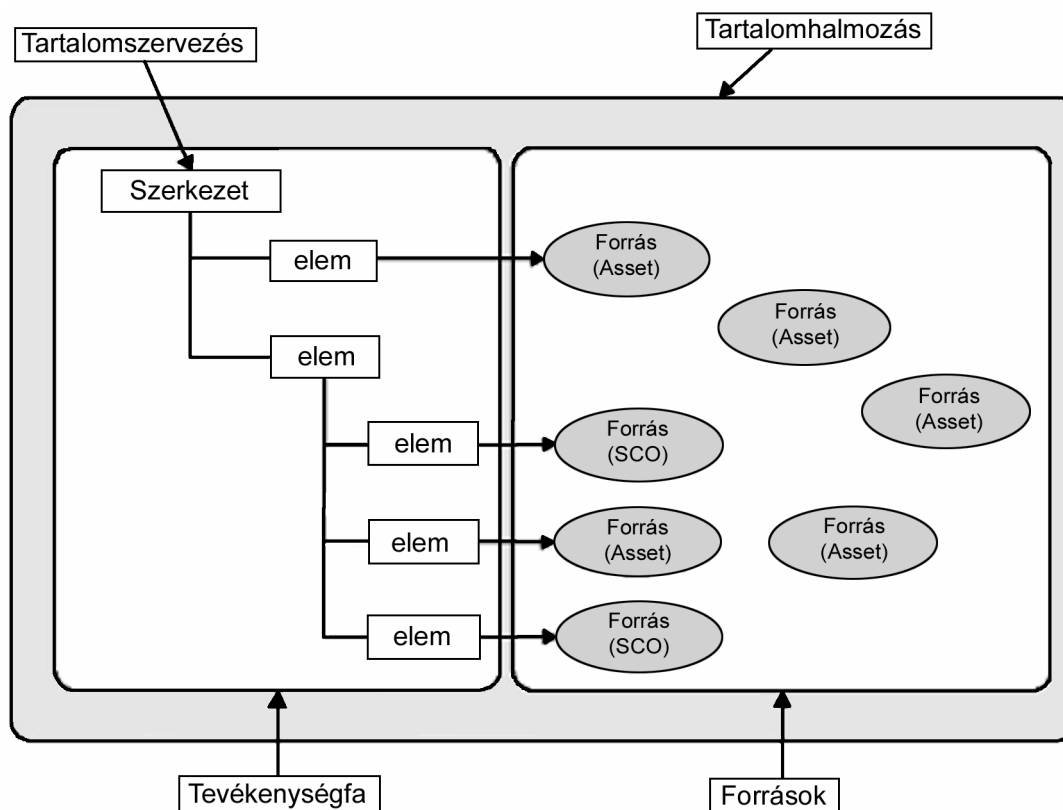 Tartalomszervezés
Tartalomhalmozás
Szerkezet
elem
Forrás
(Asset)
Forrás
(Asset)
elem
Forrás
(Asset)
elem
Forrás
(SCO)
elem
Forrás
(Asset)
Forrás
(Asset)
elem
Forrás
(SCO)
Tevékenységfa
Források